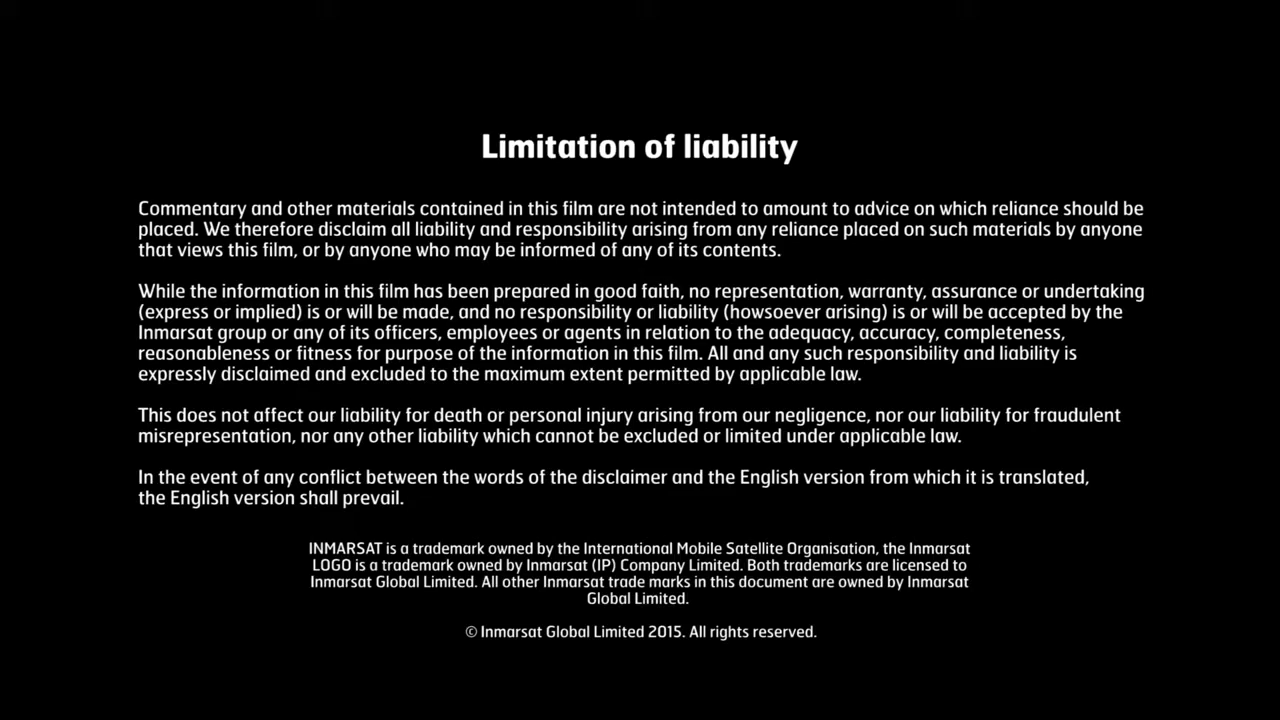 Limitation of liability
Commentary and other materials contained in this film are not intended to amount to advice on which reliance should be
placed. We therefore disclaim all liability and responsibility arising from any reliance placed on such materials by anyone
that views this film, or by anyone who may be informed of any of its contents.
While the information in this film has been prepared in good faith, no representation, warranty, assurance or undertaking
(express or implied) is or will be made, and no responsibility or liability (howsoever arising) is or will be accepted by the
Inmarsat group or any of its officers, employees or agents in relation to the adequacy, accuracy, completeness,
reasonableness or fitness for purpose of the information in this film. All and any such responsibility and liability is
expressly disclaimed and excluded to the maximum extent permitted by applicable law.
This does not affect our liability for death or personal injury arising from our negligence, nor our liability for fraudulent
misrepresentation, nor any other liability which cannot be excluded or limited under applicable law.
In the event of any conflict between the words of the disclaimer and the English version from which it is translated,
the English version shall prevail.
INMARSAT is a trademark owned by the International Mobile Satellite Organisation, the Inmarsat
LOGO is a trademark owned by Inmarsat (IP) Company Limited. Both trademarks are licensed to
Inmarsat Global Limited. All other Inmarsat trade marks in this document are owned by Inmarsat
Global Limited.
© Inmarsat Global Limited 2015. All rights reserved.